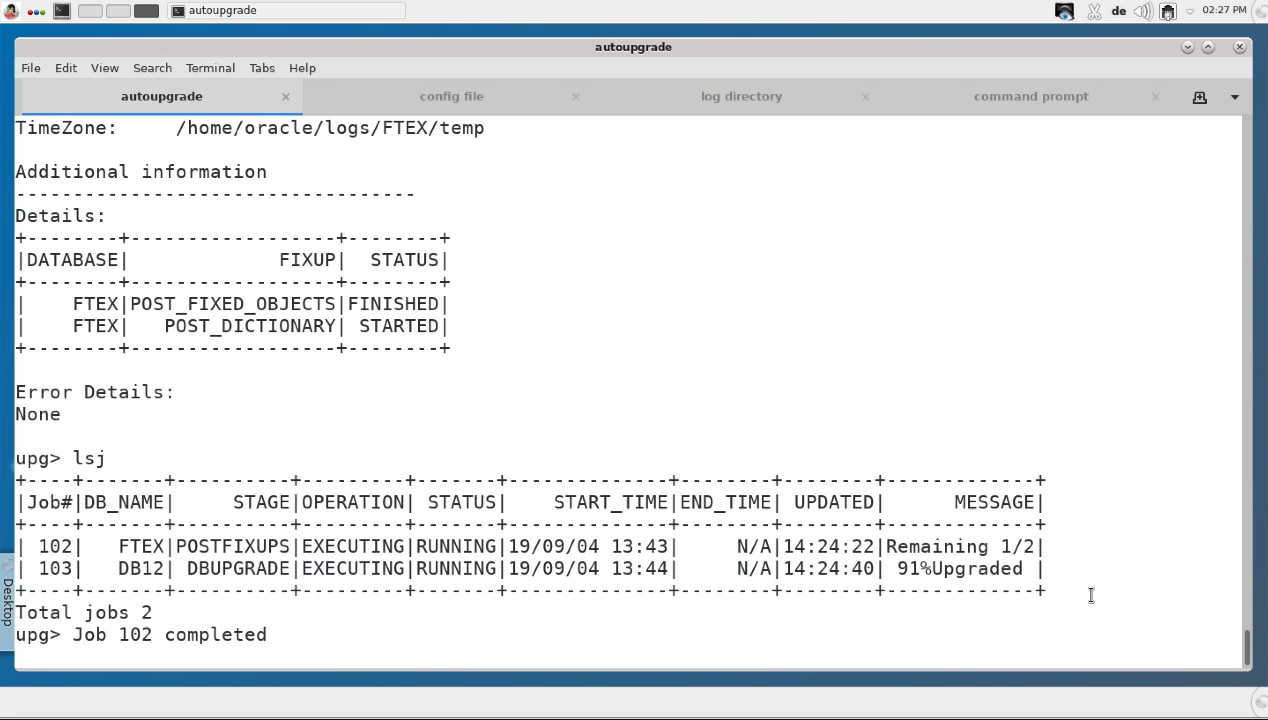 autoupgrade
de
02:27 PM
autoupgrade
File Edit View Search Terminal Tabs Help
autoupgrade config file log directory command prompt
TimeZone:     /home/oracle/logs/FTEX/temp
Additional information
-----------------------------------
Details:
+--------+------------------+--------+
|DATABASE|             FIXUP|  STATUS|
+--------+------------------+--------+
|    FTEX|POST_FIXED_OBJECTS|FINISHED|
|    FTEX|   POST_DICTIONARY| STARTED|
+--------+------------------+--------+
Error Details:
None
upg> lsj
+----+-------+----------+---------+-------+--------------+--------+--------+-------------+
|Job#|DB_NAME|     STAGE|OPERATION| STATUS|    START_TIME|END_TIME| UPDATED|      MESSAGE|
+----+-------+----------+---------+-------+--------------+--------+--------+-------------+
| 102|   FTEX|POSTFIXUPS|EXECUTING|RUNNING|19/09/04 13:43|     N/A|14:24:22|Remaining 1/2|
| 103|   DB12| DBUPGRADE|EXECUTING|RUNNING|19/09/04 13:44|     N/A|14:24:40| 91%Upgraded |
+----+-------+----------+---------+-------+--------------+--------+--------+-------------+
Total jobs 2
upg> Job 102 completed
Desktop